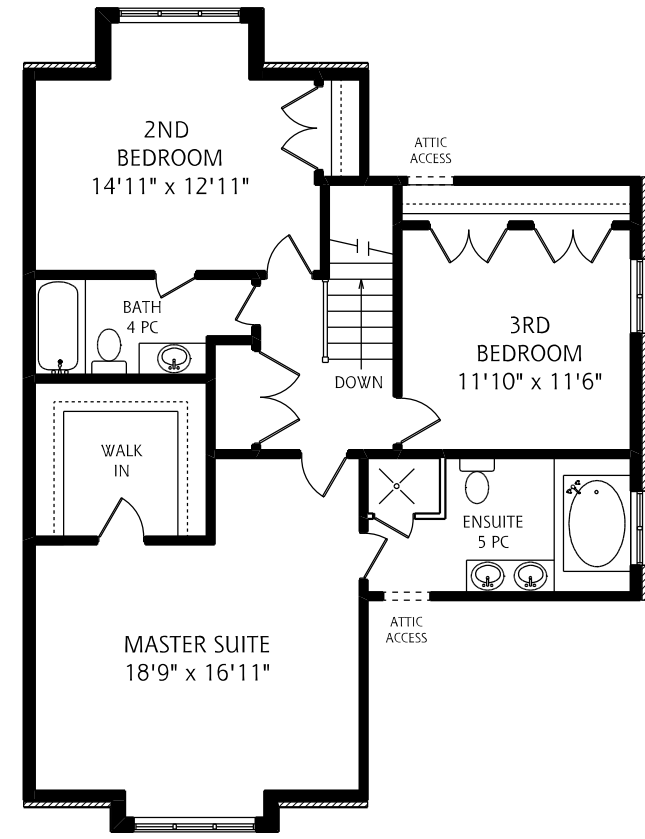 2ND
BEDROOM
14'11" x 12'11"
ATTIC
ACCESS
BATH
4 PC
3RD
BEDROOM
11'10" x 11'6"
DOWN
WALK
IN
ENSUITE
5 PC
MASTER SUITE
18'9" x 16'11"
ATTIC
ACCESS